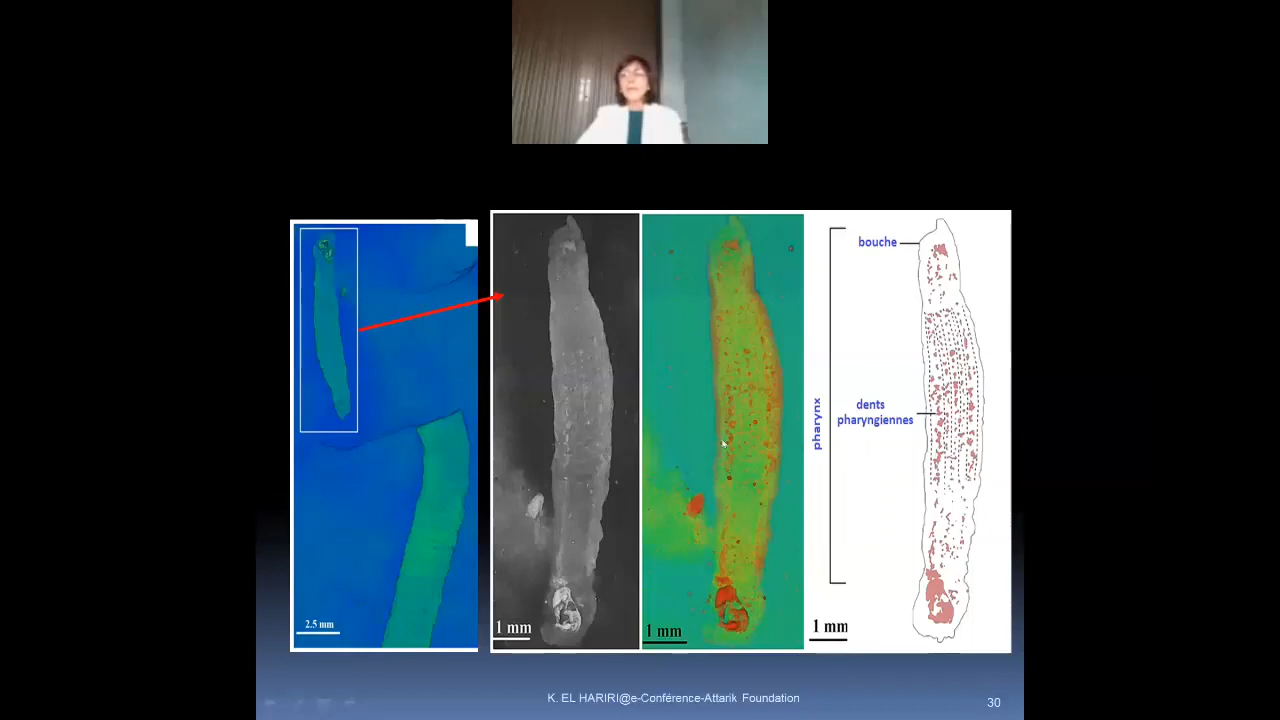 2.5 mm
1 mm
1 mm
1 mm
pharynx
bouche
dents
pharyngiennes
K. EL HARIRI@e-Conférence-Attarik Foundation
30